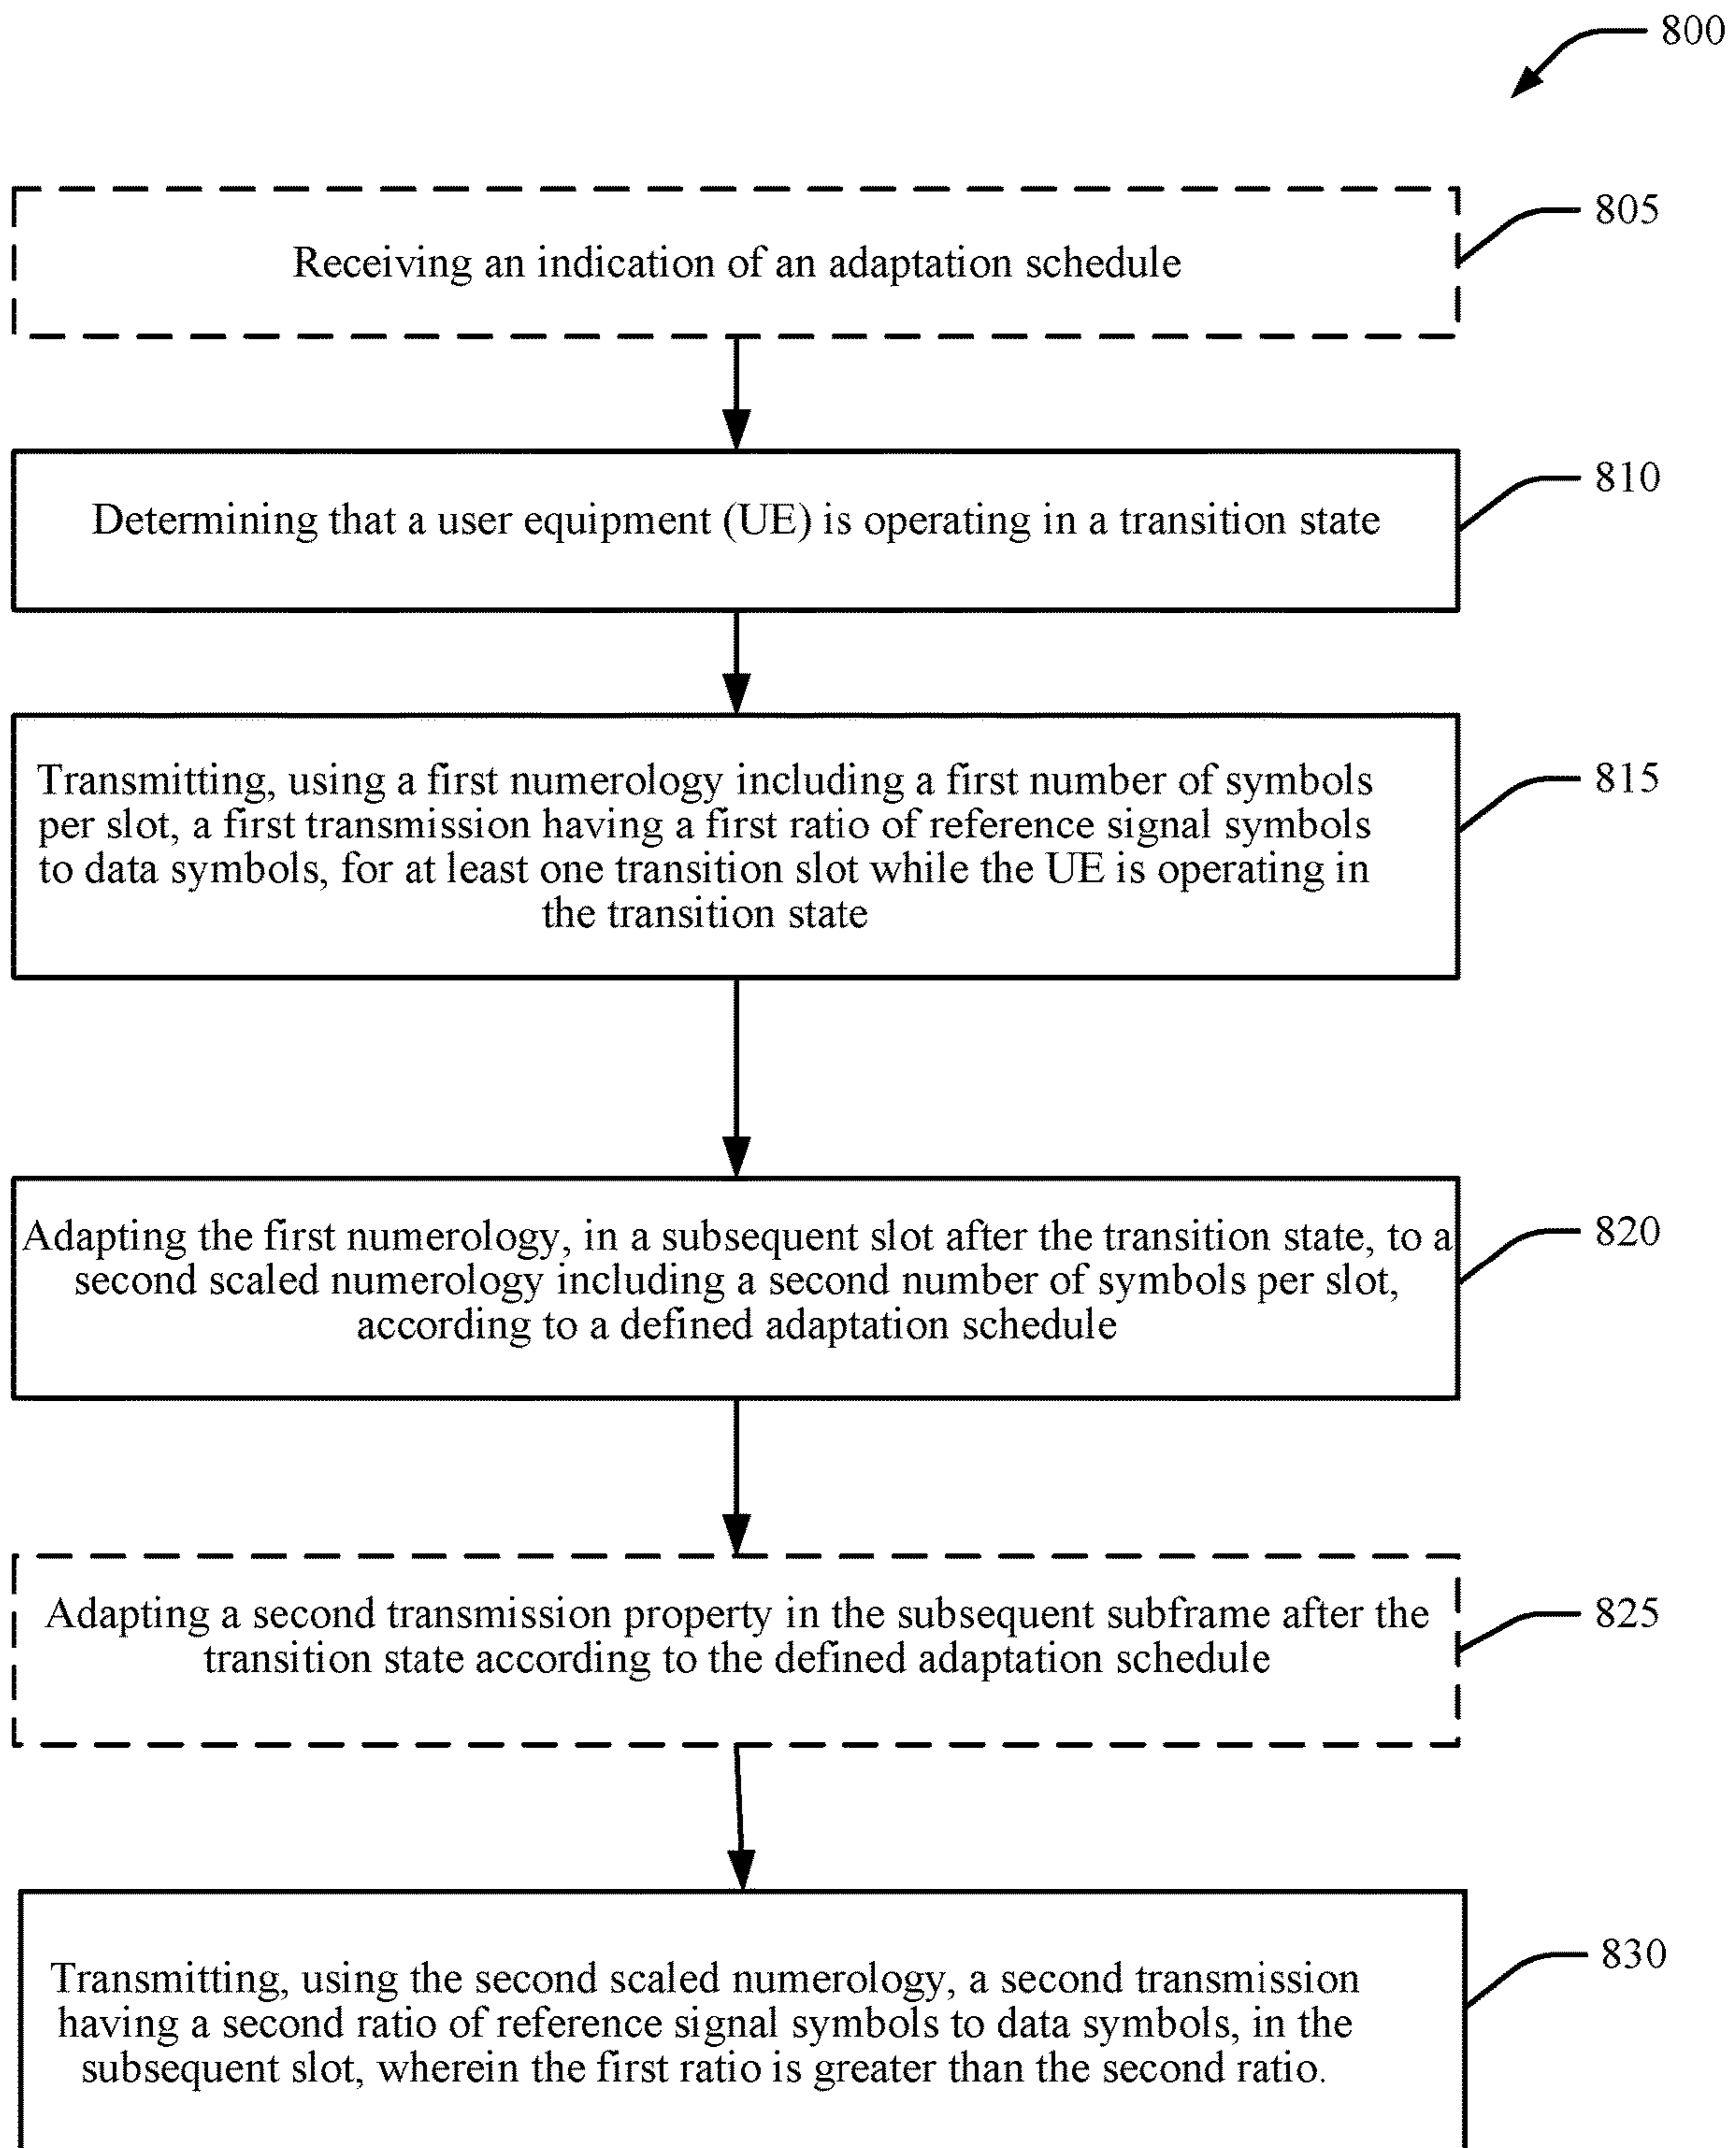 800
805
Receiving an indication of an adaptation schedule
810
Determining that a user equipment (UE) is operating in a transition state
815
Transmitting, using a first numerology including a first number of symbols
per slot, a first transmission having a first ratio of reference signal symbols
to data symbols, for at least one transition slot while the UE is operating in
the transition state
820
Adapting the first numerology, in a subsequent slot after the transition state, to a
second scaled numerology including a second number of symbols per slot,
according to a defined adaptation schedule
825
Adapting a second transmission property in the subsequent subframe after the
transition state according to the defined adaptation schedule
830
Transmitting, using the second scaled numerology, a second transmission
having a second ratio of reference signal symbols to data symbols, in the
subsequent slot, wherein the first ratio is greater than the second ratio.